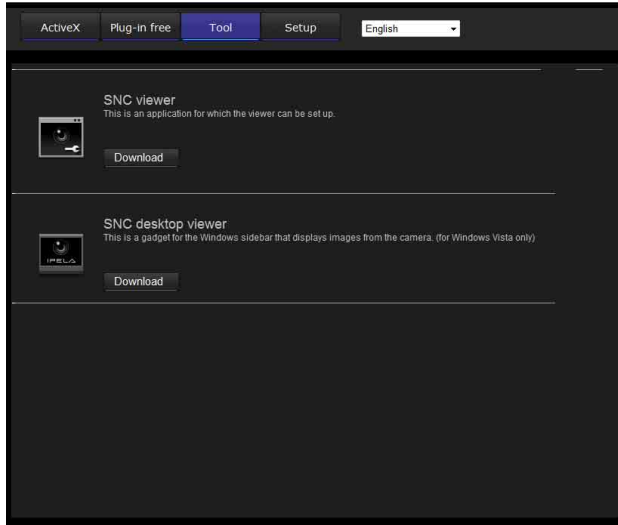 ActiveX Plug-in free Tool Setup English
SNC viewer
This is an application for which the viewer can be set up.
Download
SNC desktop viewer
This is a gadget for the Windows sidebar that displays images from the camera. (for Windows Vista only)
IPELA
Download